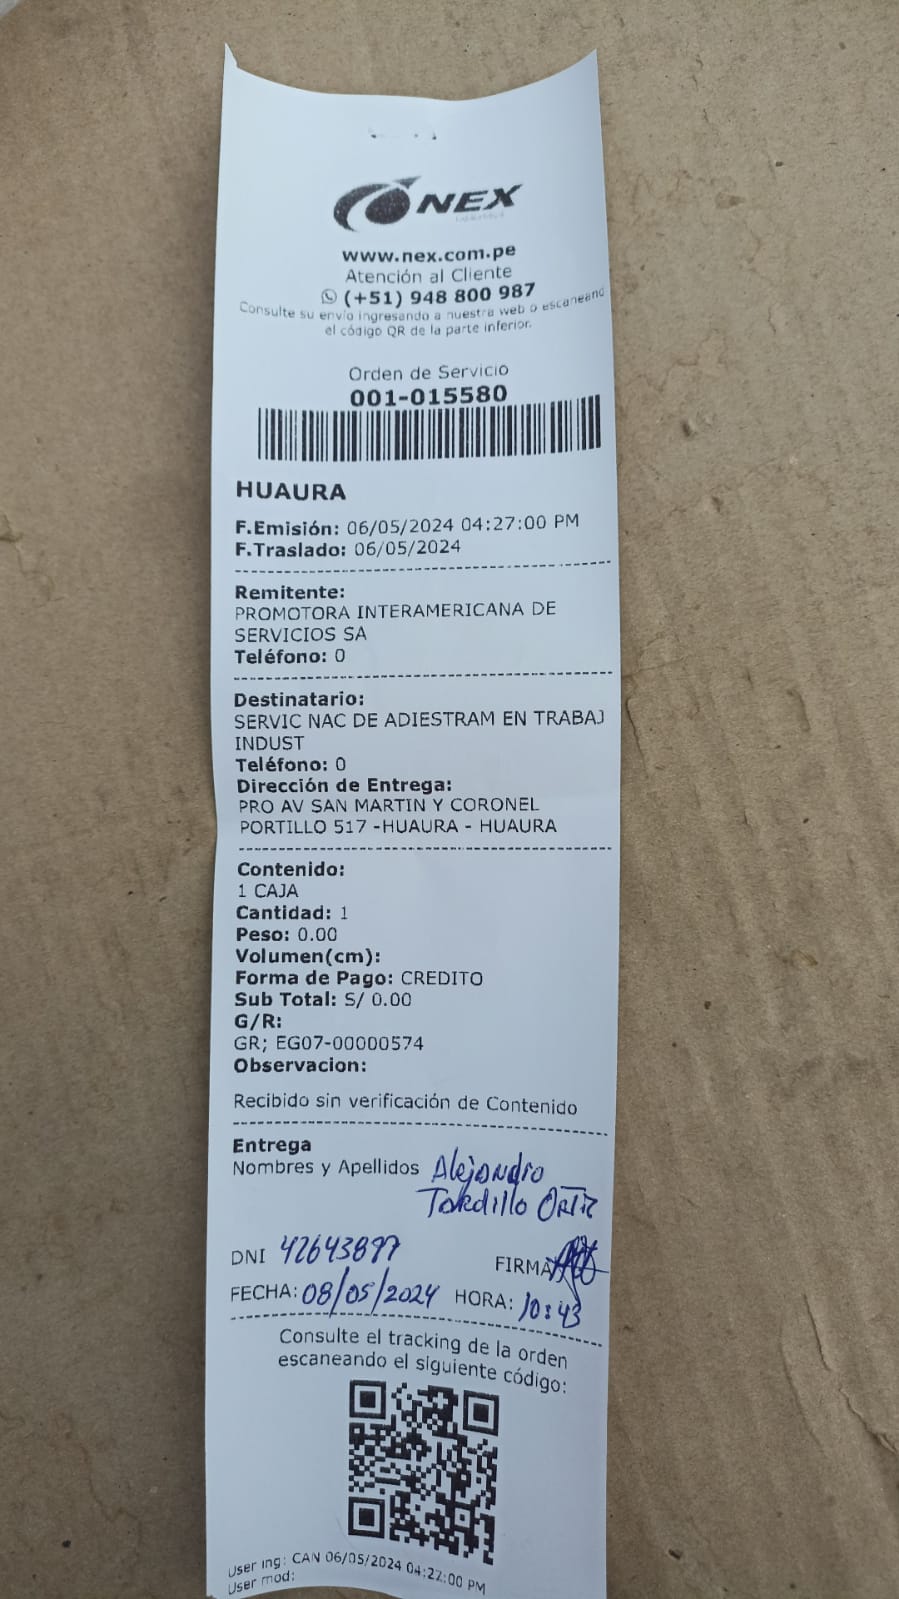 NEX
www.nex.com.pe
Atención al Cliente
(+51) 948 800 987
Consulte su envío ingresando a nuestra web o escaneand
el código QR de la parte inferior.
Orden de Servicio
001-015580
HUAURA
F.Emisión: 06/05/2024 04:27:00 PM
F.Traslado: 06/05/2024
Remitente:
PROMOTORA INTERAMERICANA DE
SERVICIOS SA
Teléfono: 0
Destinatario:
SERVIC NAC DE ADIESTRAM EN TRABAJ
INDUST
Teléfono: 0
Dirección de Entrega:
PRO AV SAN MARTIN Y CORONEL
PORTILLO 517 -HUAURA - HUAURA
Contenido:
1 CAJA
Cantidad: 1
Peso: 0.00
Volumen(cm):
Forma de Pago: CREDITO
Sub Total: S/ 0.00
G/R:
GR; EG07-00000574
Observacion:
Recibido sin verificación de Contenido
Entrega
Nombres y Apellidos Alejandro
Tordillo Ortiz
DNI 42643897 FIRMA
FECHA: 08/05/2024 HORA: 10:43
Consulte el tracking de la orden
escaneando el siguiente código:
User ing: CAN 06/05/2024 04:22:00 PM
User mod: